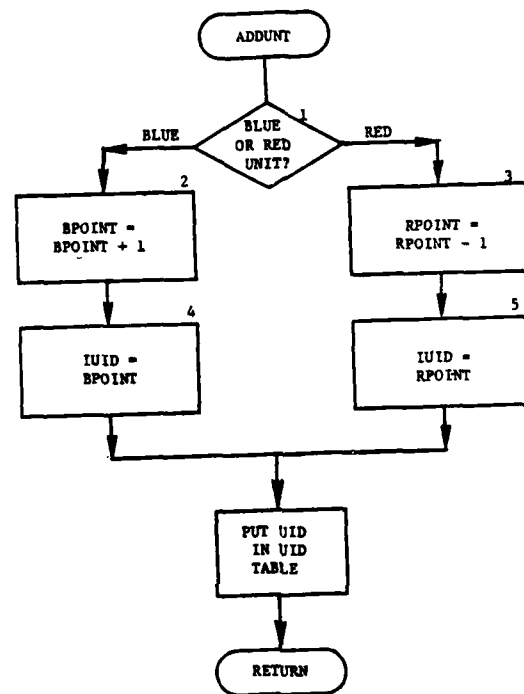 ADDUNT
1
BLUE
OR RED
UNIT?
BLUE
RED
2
BPOINT =
BPOINT + 1
3
RPOINT =
RPOINT - 1
4
IUID =
BPOINT
5
IUID =
RPOINT
PUT UID
IN UID
TABLE
RETURN